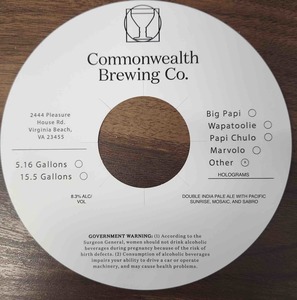 Commonwealth
Brewing Co.
2444 Pleasure
House Rd.
Virginia Beach,
VA 23455
5.16 Gallons
15.5 Gallons
Big Papi
Wapatoolie
Papi Chulo
Marvolo
Other
HOLOGRAMS
8.3% ALC/
VOL
DOUBLE INDIA PALE ALE WITH PACIFIC
SUNRISE, MOSAIC, AND SABRO
GOVERNMENT WARNING: (1) According to the
Surgeon General, women should not drink alcoholic
beverages during pregnancy because of the risk of
birth defects. (2) Consumption of alcoholic beverages
impairs your ability to drive a car or operate
machinery, and may cause health problems.